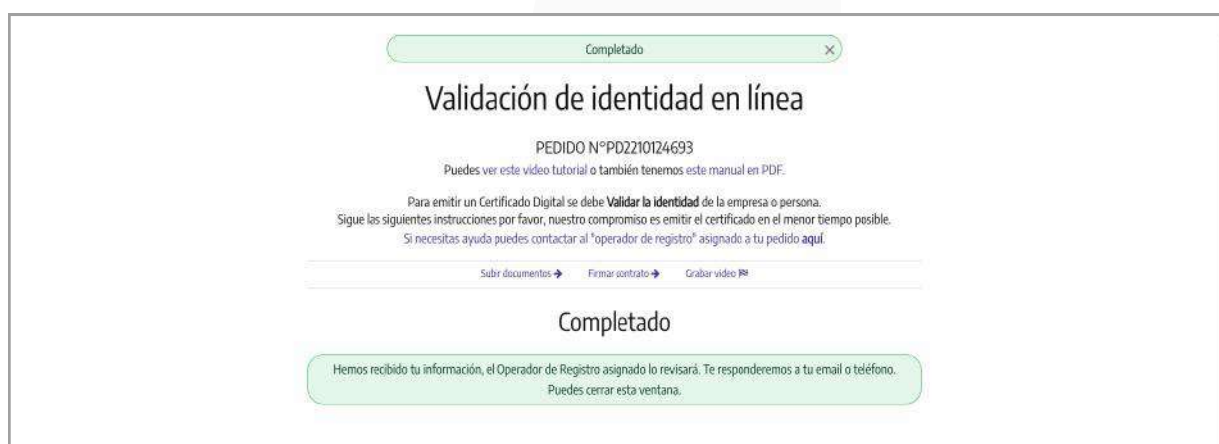 Completado
Validación de identidad en línea
PEDIDO N°PD2210124693
Puedes ver este video tutorial o también tenemos este manual en PDF.
Para emitir un Certificado Digital se debe Validar la identidad de la empresa o persona.
Sigue las siguientes instrucciones por favor, nuestro compromiso es emitir el certificado en el menor tiempo posible.
Si necesitas ayuda puedes contactar al "operador de registro" asignado a tu pedido aquí.
Subir documentos → Firmar contrato → Grabar video
Completado
Hemos recibido tu información, el Operador de Registro asignado lo revisará. Te responderemos a tu email o teléfono.
Puedes cerrar esta ventana.